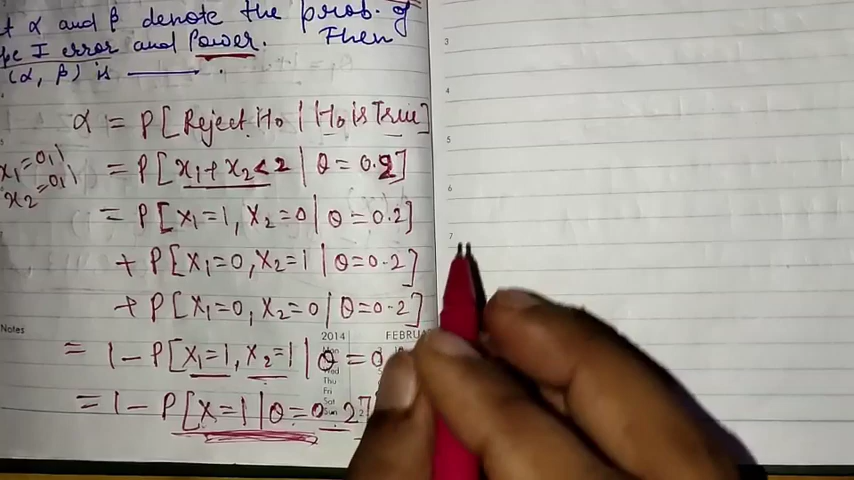 α and β denote the prob. of
I error and Power. Then
(α, β) is ——— .
α = P[Reject H₀ | H₀ is True]
x₁=0,1
x₂=0,1
= P[x₁+x₂<2 | θ=0.2]
= P[X₁=1, X₂=0 | θ=0.2]
+ P[X₁=0, X₂=1 | θ=0.2]
+ P[X₁=0, X₂=0 | θ=0.2]
Notes
2014 FEBRU
= 1 - P[X₁=1, X₂=1 | θ=0
Wed
Thu
Fri
Sat
Sun
= 1 - P[X=1 | θ=0.2]
3
4
5
6
7